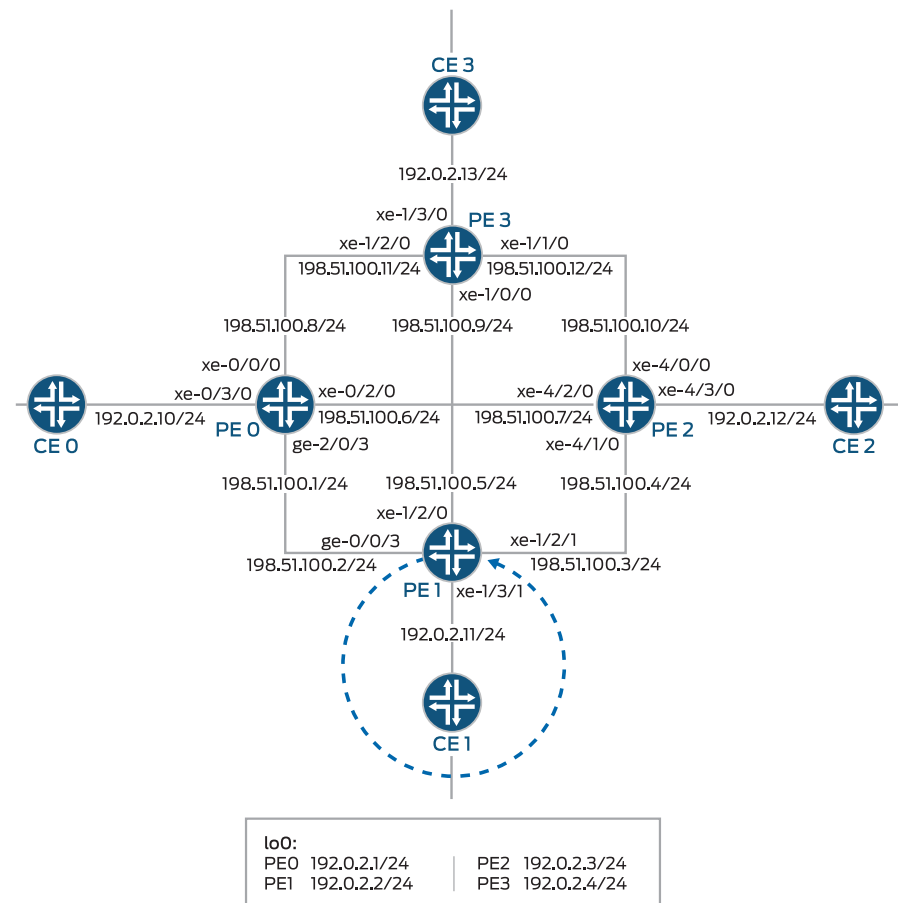 CE 3
192.0.2.13/24
xe-1/3/0
PE 3
xe-1/2/0
xe-1/1/0
198.51.100.11/24
198.51.100.12/24
xe-1/0/0
198.51.100.8/24
198.51.100.9/24
198.51.100.10/24
xe-0/0/0
xe-4/0/0
xe-0/3/0
xe-0/2/0
xe-4/2/0
xe-4/3/0
192.0.2.10/24
198.51.100.6/24
198.51.100.7/24
192.0.2.12/24
CE 0
PE 0
PE 2
CE 2
ge-2/0/3
xe-4/1/0
198.51.100.1/24
198.51.100.5/24
198.51.100.4/24
xe-1/2/0
ge-0/0/3
xe-1/2/1
198.51.100.2/24
198.51.100.3/24
PE 1
xe-1/3/1
192.0.2.11/24
CE 1
lo0:
PE0 192.0.2.1/24
PE2 192.0.2.3/24
PE1 192.0.2.2/24
PE3 192.0.2.4/24